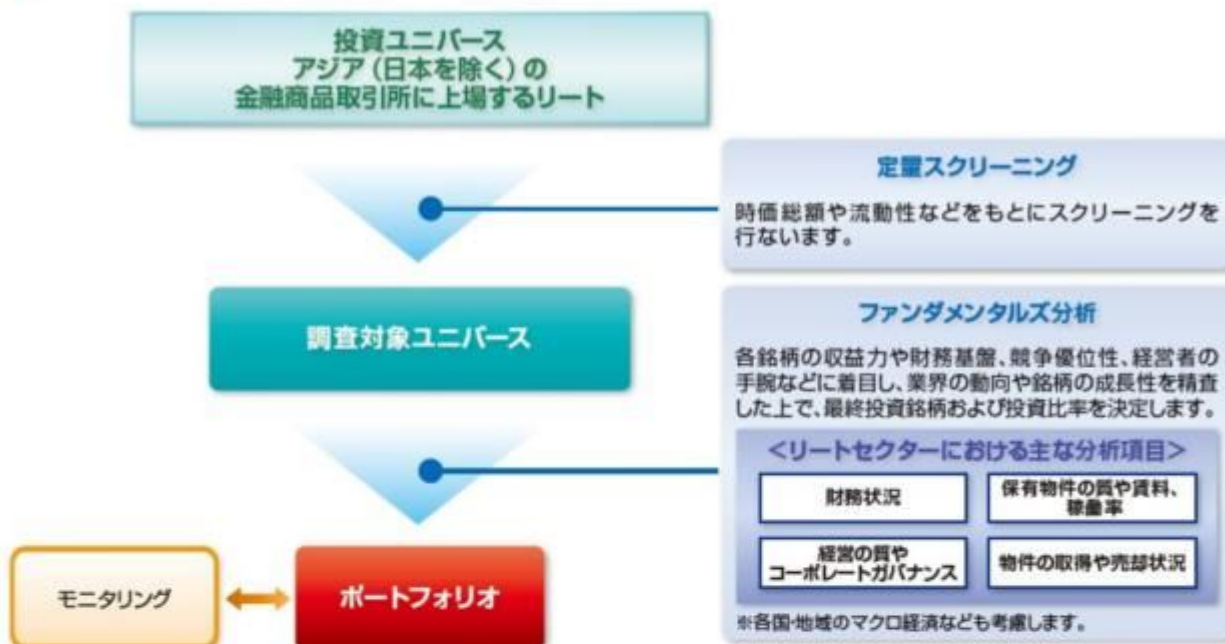 投資ユニバース
アジア（日本を除く）の
金融商品取引所に上場するリート
定量スクリーニング
時価総額や流動性などをもとにスクリーニングを
行ないます。
調査対象ユニバース
ファンダメンタルズ分析
各銘柄の収益力や財務基盤、競争優位性、経営者の
手腕などに着目し、業界の動向や銘柄の成長性を精査
した上で、最終投資銘柄および投資比率を決定します。
＜リートセクターにおける主な分析項目＞
財務状況
保有物件の質や賃料、
稼働率
経営の質や
コーポレートガバナンス
物件の取得や売却状況
※各国・地域のマクロ経済なども考慮します。
モニタリング
ポートフォリオ